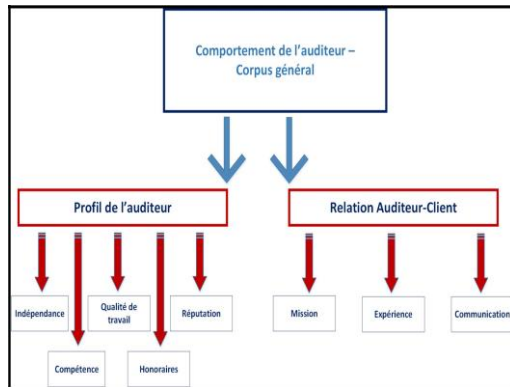 Comportement de l'auditeur –
Corpus général
Profil de l'auditeur
Relation Auditeur-Client
Indépendance
Qualité de
travail
Réputation
Mission
Expérience
Communication
Compétence
Honoraires